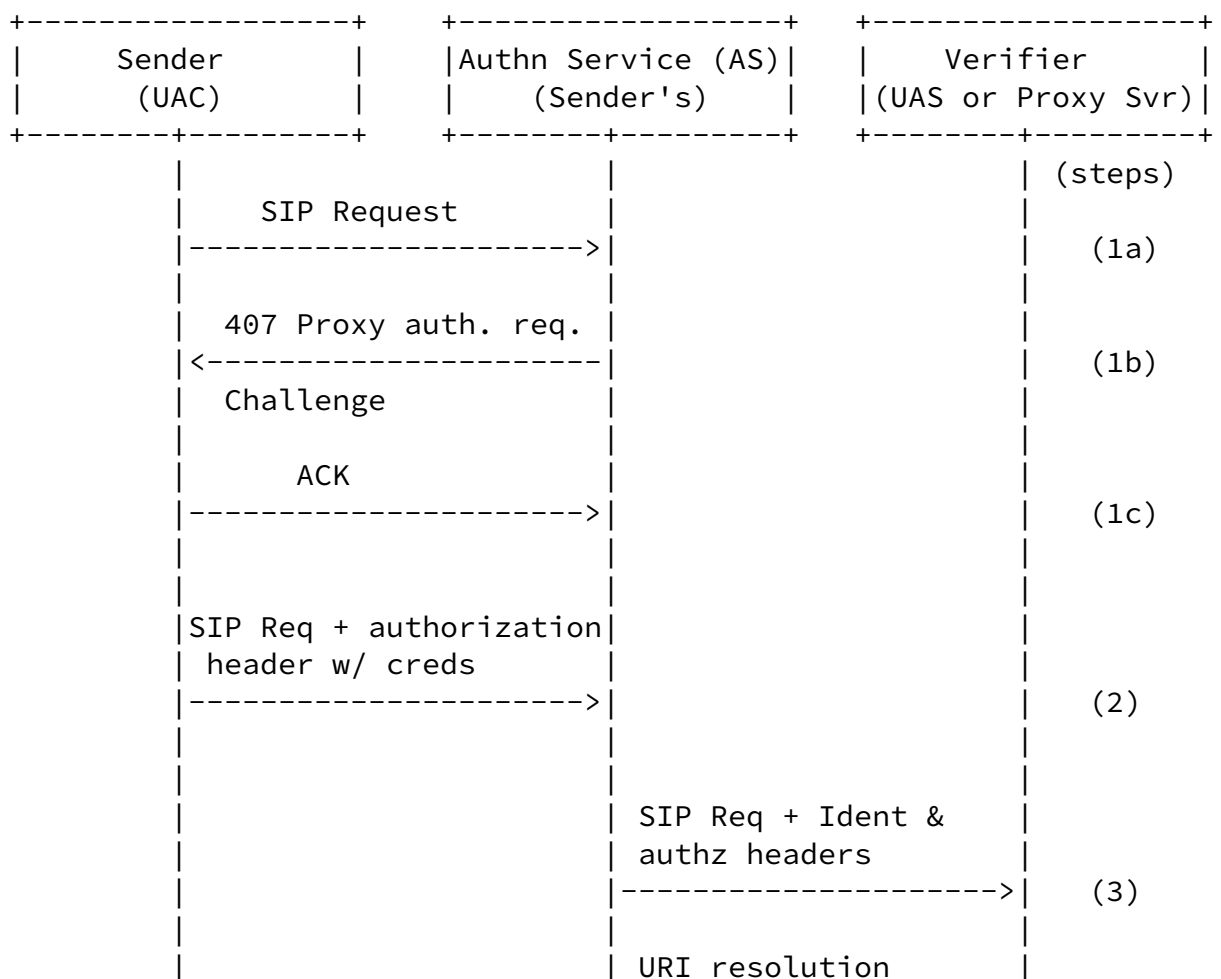 +------------------+    +------------------+   +------------------+
|     Sender       |    |Authn Service (AS)|   |    Verifier      |
|      (UAC)       |    |    (Sender's)    |   |(UAS or Proxy Svr)|
+--------+---------+    +--------+---------+   +--------+---------+
(steps)
SIP Request
----------------------> (1a)
407 Proxy auth. req.
<---------------------- (1b)
Challenge
ACK
----------------------> (1c)
SIP Req + authorization
header w/ creds
----------------------> (2)
SIP Req + Ident &
authz headers
---------------------> (3)
URI resolution